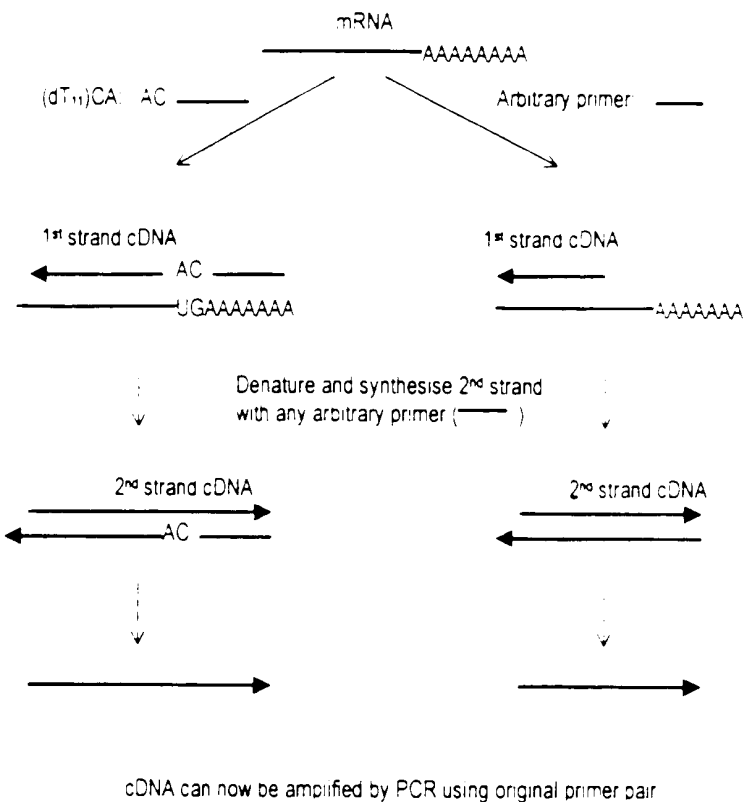 mRNA
AAAAAAAA
(dT₁₁)CA: AC
Arbitrary primer:
1st strand cDNA
1st strand cDNA
AC
UGAAAAAAA
AAAAAAA
Denature and synthesise 2nd strand
with any arbitrary primer ( )
2nd strand cDNA
2nd strand cDNA
AC
cDNA can now be amplified by PCR using original primer pair